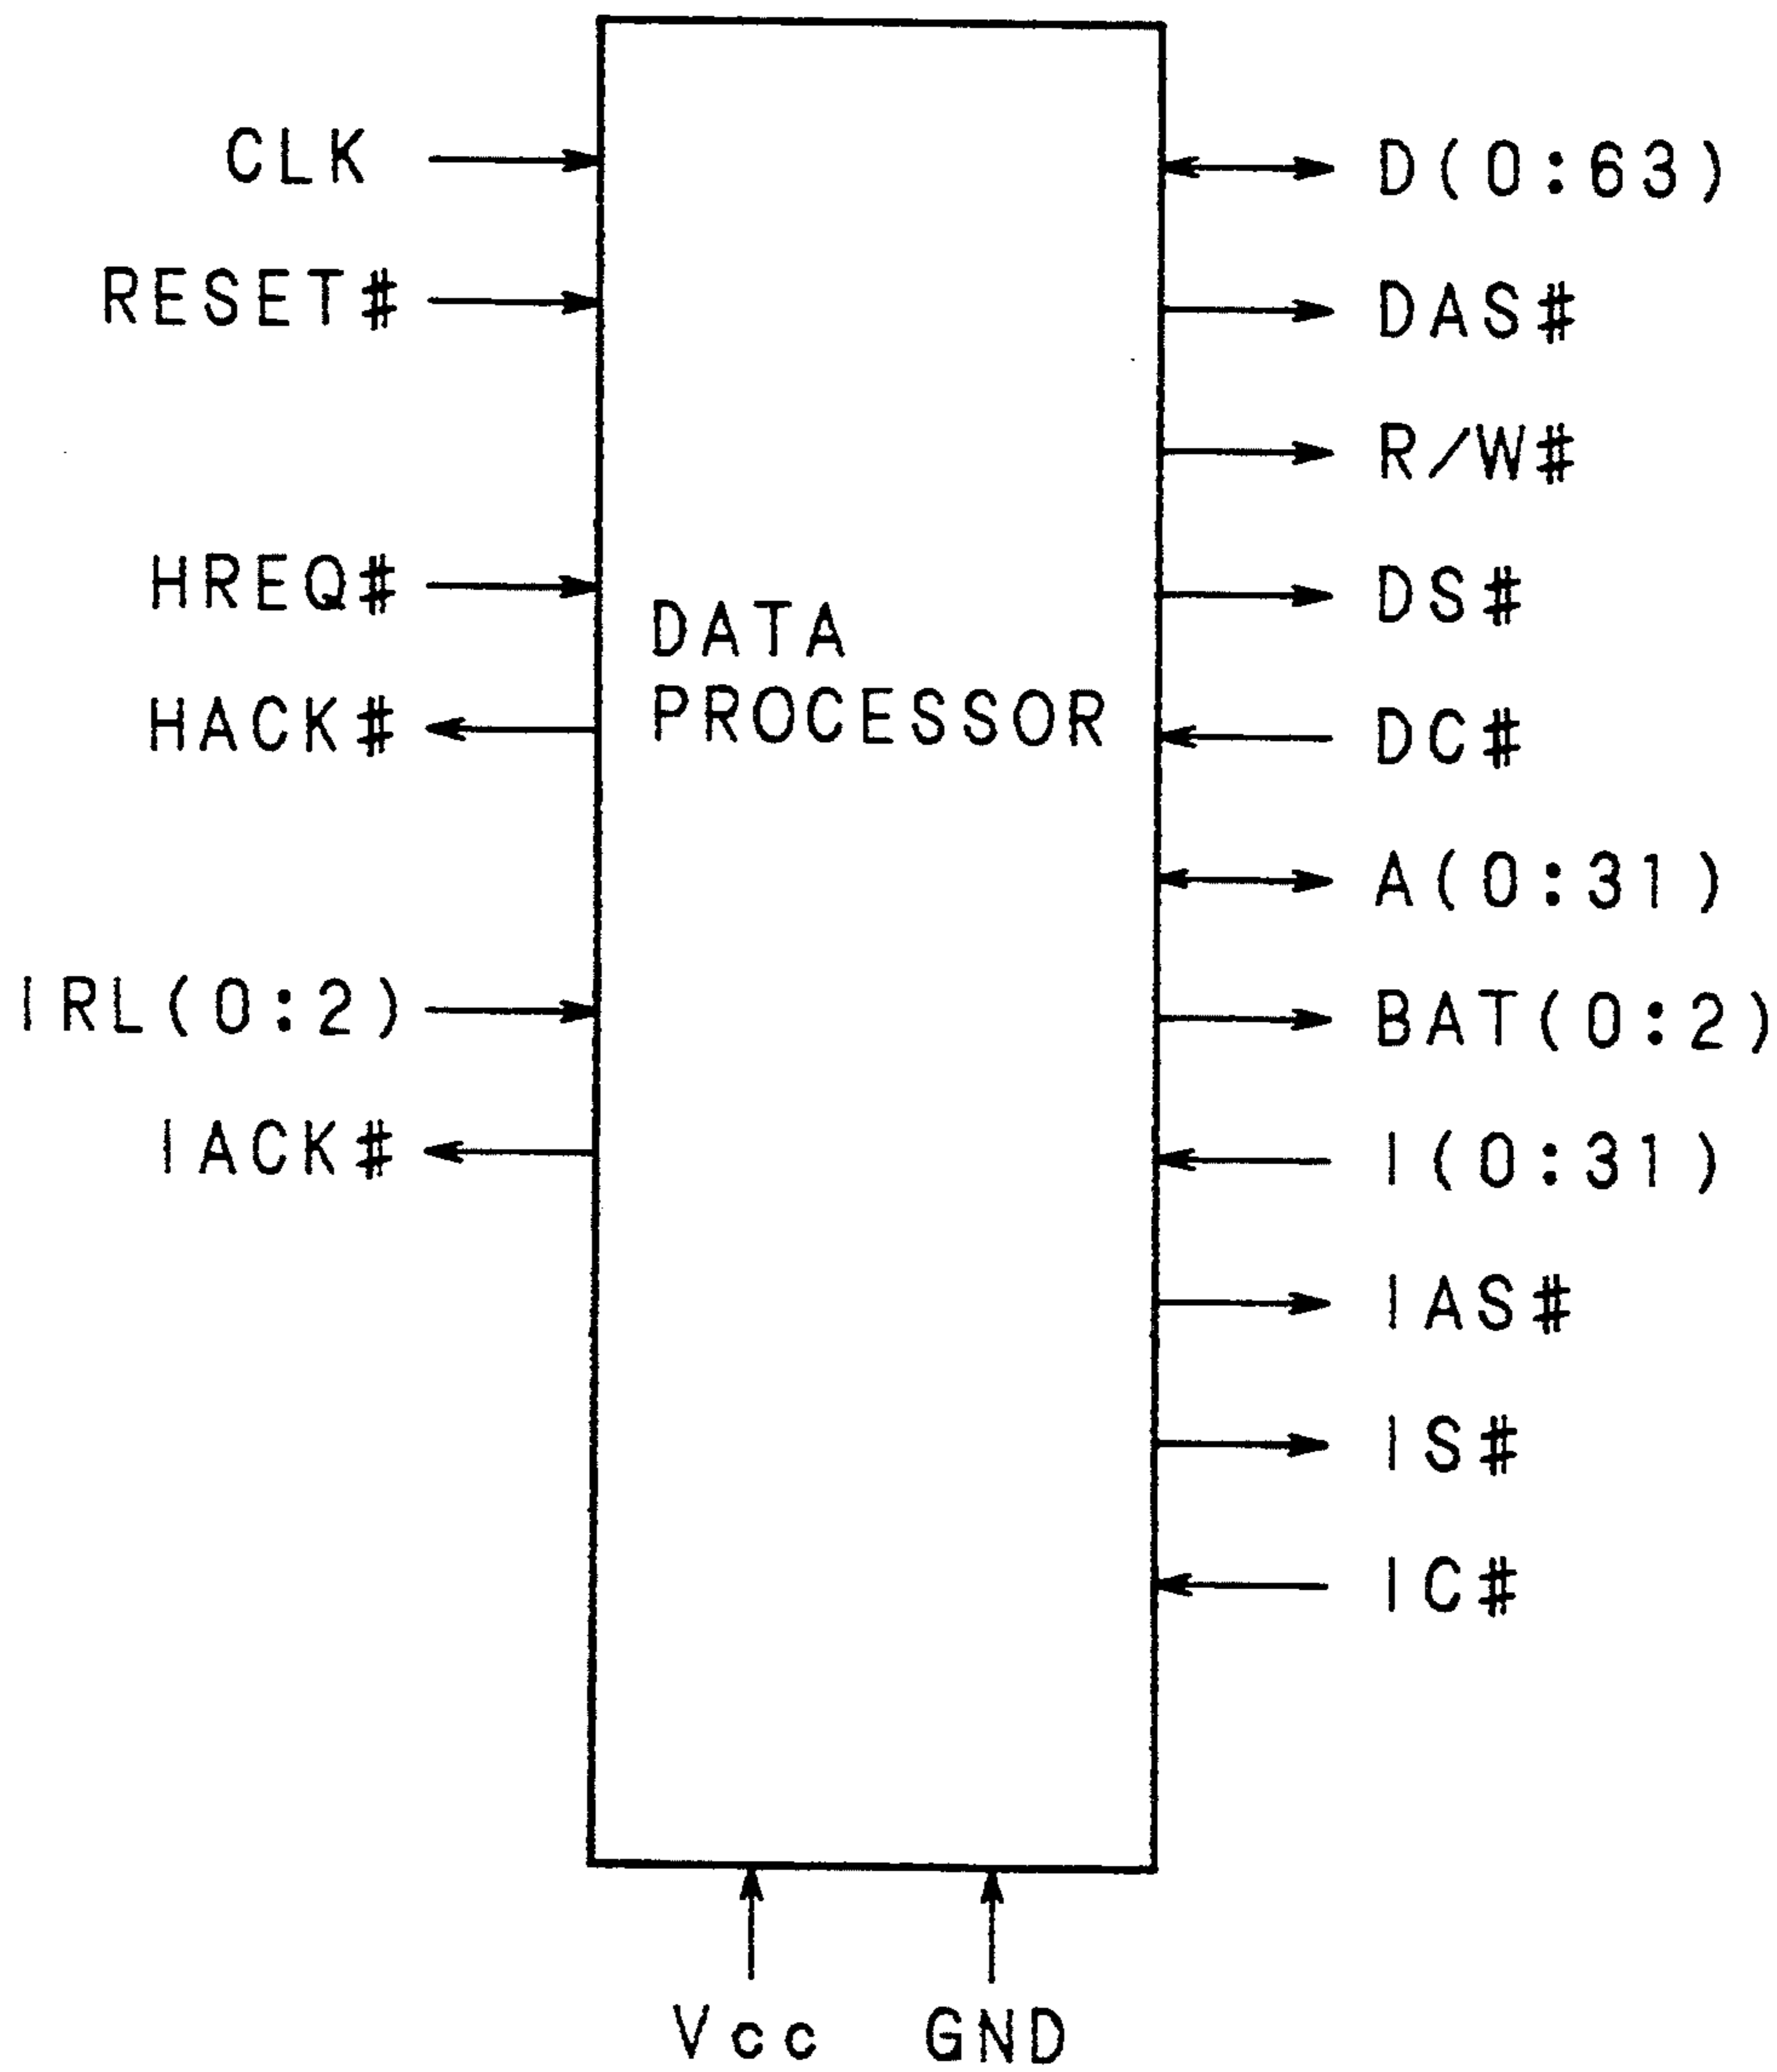 CLK
RESET#
HREQ#
HACK#
IRL(0:2)
IACK#
DATA
PROCESSOR
D(0:63)
DAS#
R/W#
DS#
DC#
A(0:31)
BAT(0:2)
I(0:31)
IAS#
IS#
IC#
Vcc
GND